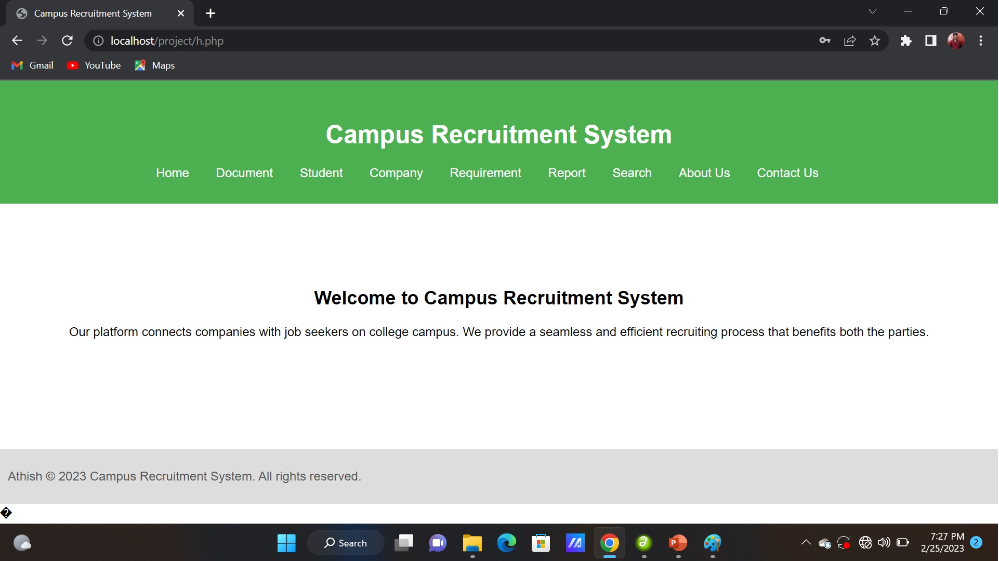 Campus Recruitment System
localhost/project/h.php
Gmail YouTube Maps
Campus Recruitment System
Home Document Student Company Requirement Report Search About Us Contact Us
Welcome to Campus Recruitment System
Our platform connects companies with job seekers on college campus. We provide a seamless and efficient recruiting process that benefits both the parties.
Athish © 2023 Campus Recruitment System. All rights reserved.
�
Search
7:27 PM
2/25/2023
2